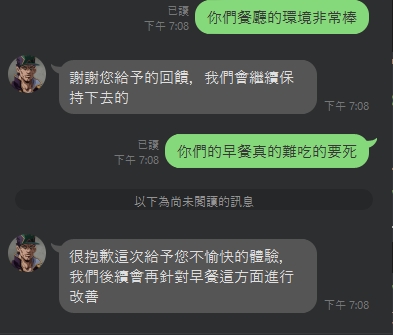 已讀
下午 7:08
你們餐廳的環境非常棒
謝謝您給予的回饋，我們會繼續保
持下去的
下午 7:08
已讀
下午 7:08
你們的早餐真的難吃的要死
以下為尚未閱讀的訊息
很抱歉這次給予您不愉快的體驗，
我們後續會再針對早餐這方面進行
改善
下午 7:08